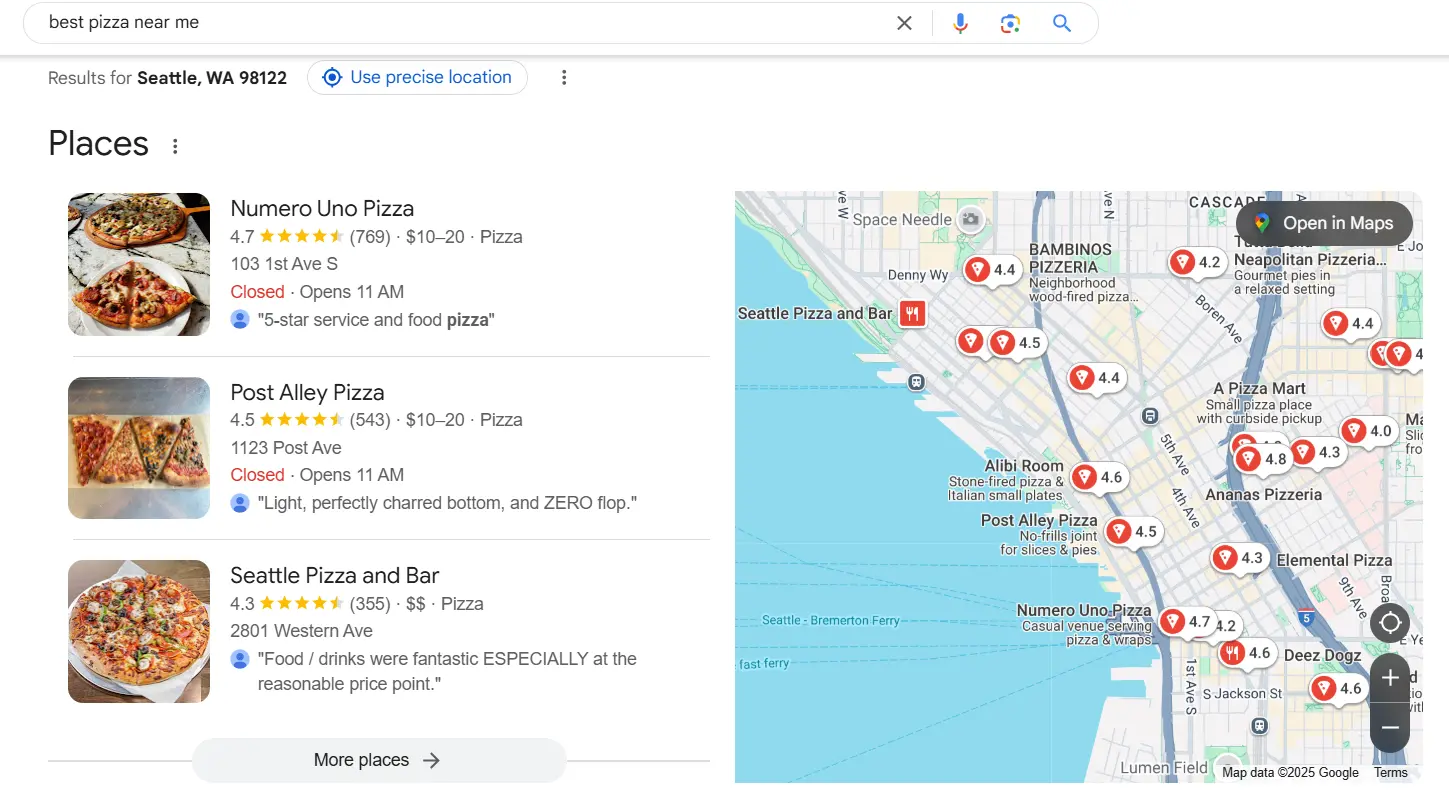 best pizza near me
Results for Seattle, WA 98122
Use precise location
Places
Numero Uno Pizza
4.7 (769) · $10–20 · Pizza
103 1st Ave S
Closed · Opens 11 AM
"5-star service and food pizza"
Post Alley Pizza
4.5 (543) · $10–20 · Pizza
1123 Post Ave
Closed · Opens 11 AM
"Light, perfectly charred bottom, and ZERO flop."
Seattle Pizza and Bar
4.3 (355) · $$ · Pizza
2801 Western Ave
"Food / drinks were fantastic ESPECIALLY at the
reasonable price point."
More places
CASCADE
Open in Maps
Space Needle
Denny Wy
4.4
BAMBINOS
PIZZERIA
Neighborhood
wood-fired pizza...
4.2
Neapolitan Pizzeria...
Gourmet pies in
a relaxed setting
Boren Ave
Seattle Pizza and Bar
4.5
4.4
4.4
A Pizza Mart
Small pizza place
with curbside pickup
4.0
5th Ave
4th Ave
4.8
4.3
Ananas Pizzeria
Alibi Room
Stone-fired pizza &
Italian small plates
4.6
Post Alley Pizza
No-frills joint
for slices & pies
4.5
4.3
Elemental Pizza
9th Ave
Numero Uno Pizza
Casual venue serving
pizza & wraps
4.7
4.2
5
Seattle - Bremerton Ferry
fast ferry
4.6
Deez Dogz
1st Ave S
S Jackson St
4.6
Lumen Field
Map data ©2025 Google
Terms